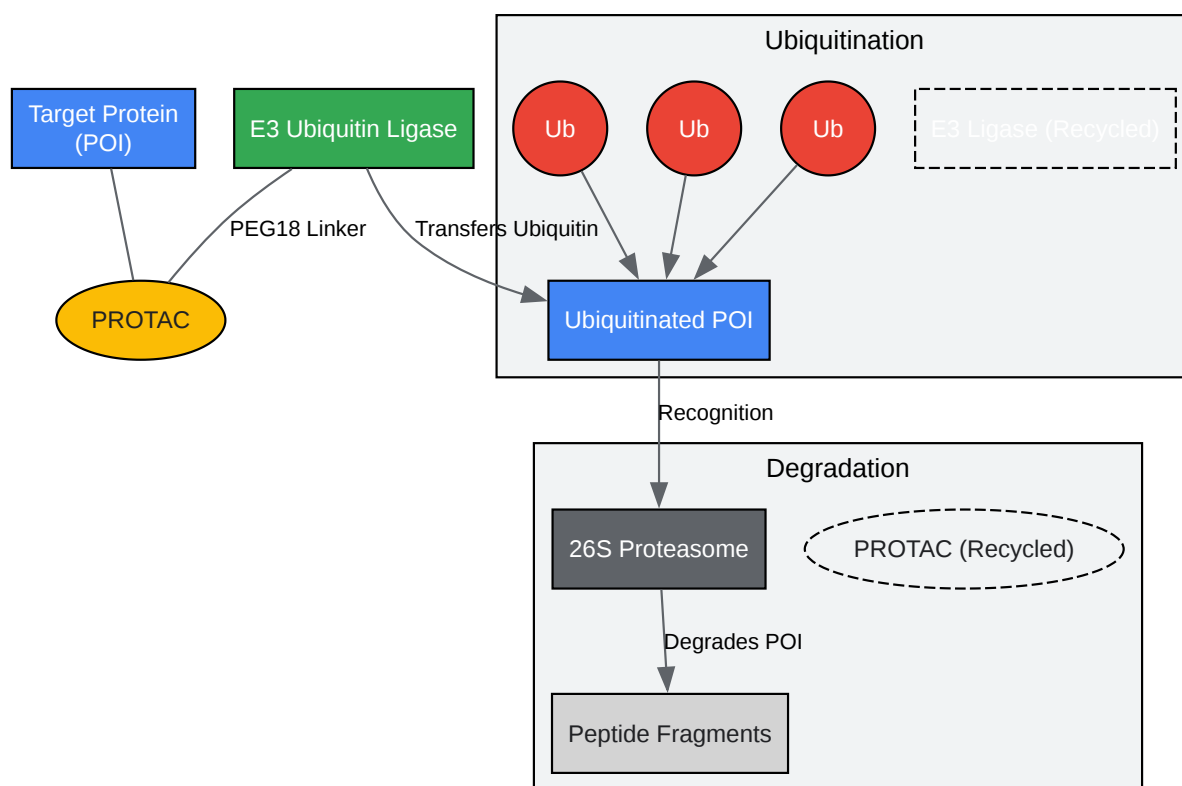 Ubiquitination
Target Protein
(POI)
E3 Ubiquitin Ligase
Ub
Ub
Ub
E3 Ligase (Recycled)
PEG18 Linker
Transfers Ubiquitin
PROTAC
Ubiquitinated POI
Recognition
Degradation
26S Proteasome
PROTAC (Recycled)
Degrades POI
Peptide Fragments